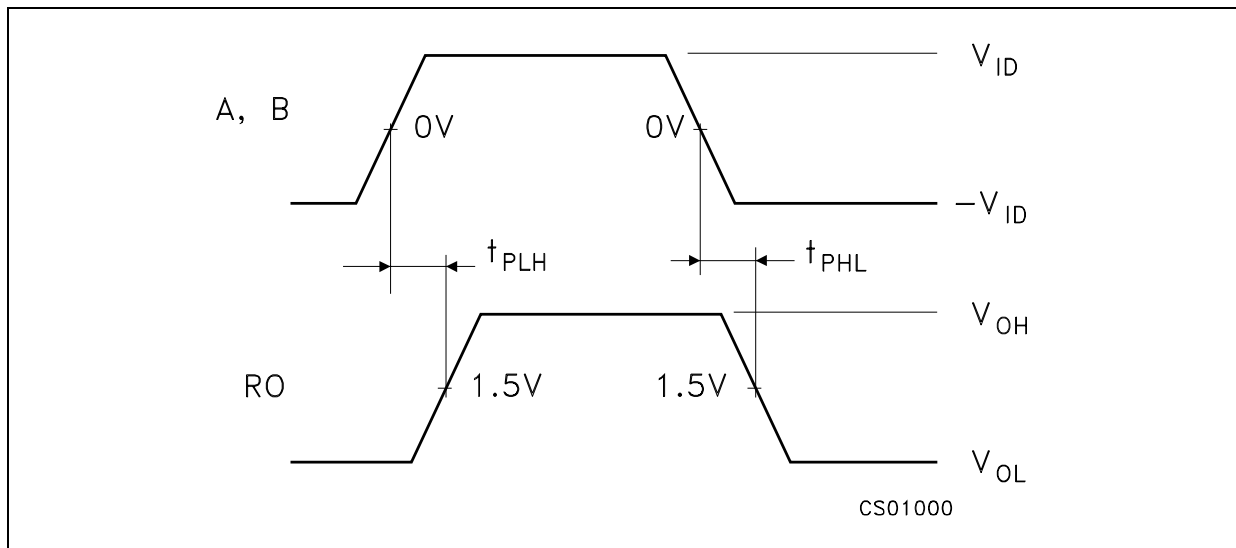 V_ID
A, B
0V 0V
-V_ID
t_PLH t_PHL
V_OH
RO 1.5V 1.5V
V_OL
CS01000